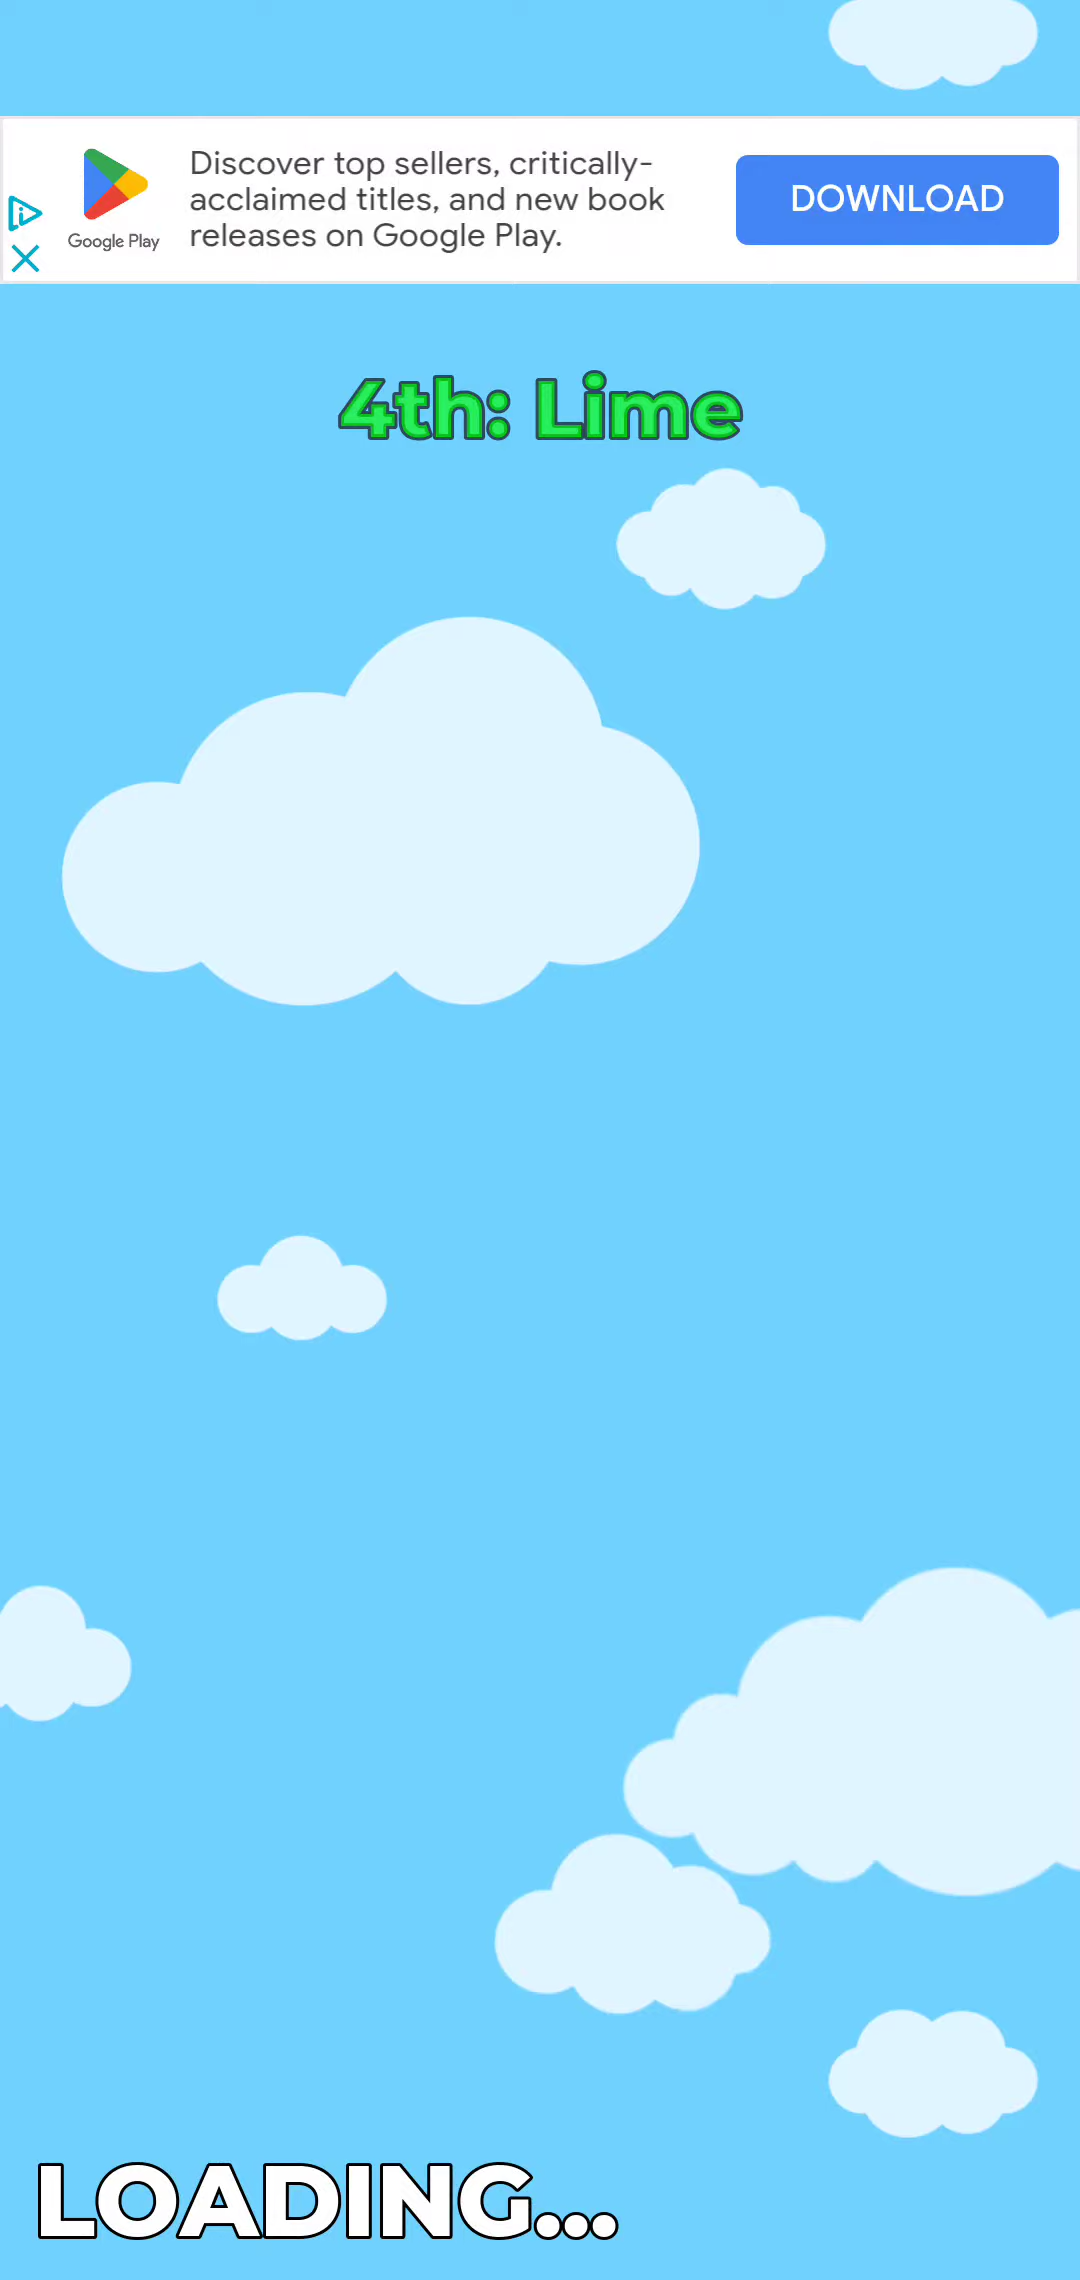 Discover top sellers, critically-
acclaimed titles, and new book
releases on Google Play.
Google Play
DOWNLOAD
4th: Lime
LOADING...